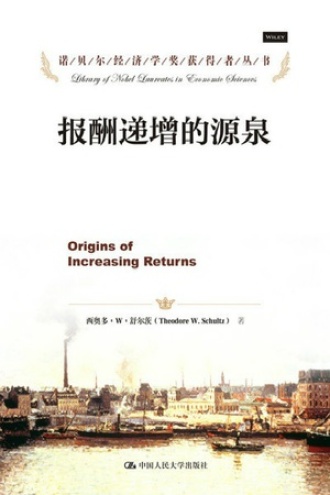 WILEY
诺/贝/尔/经/济/学/奖/获/得/者/丛/书
Library of Nobel Laureates in Economic Sciences
报酬递增的源泉
Origins of
Increasing Returns
西奥多·W·舒尔茨（Theodore W. Schultz） 著
中国人民大学出版社